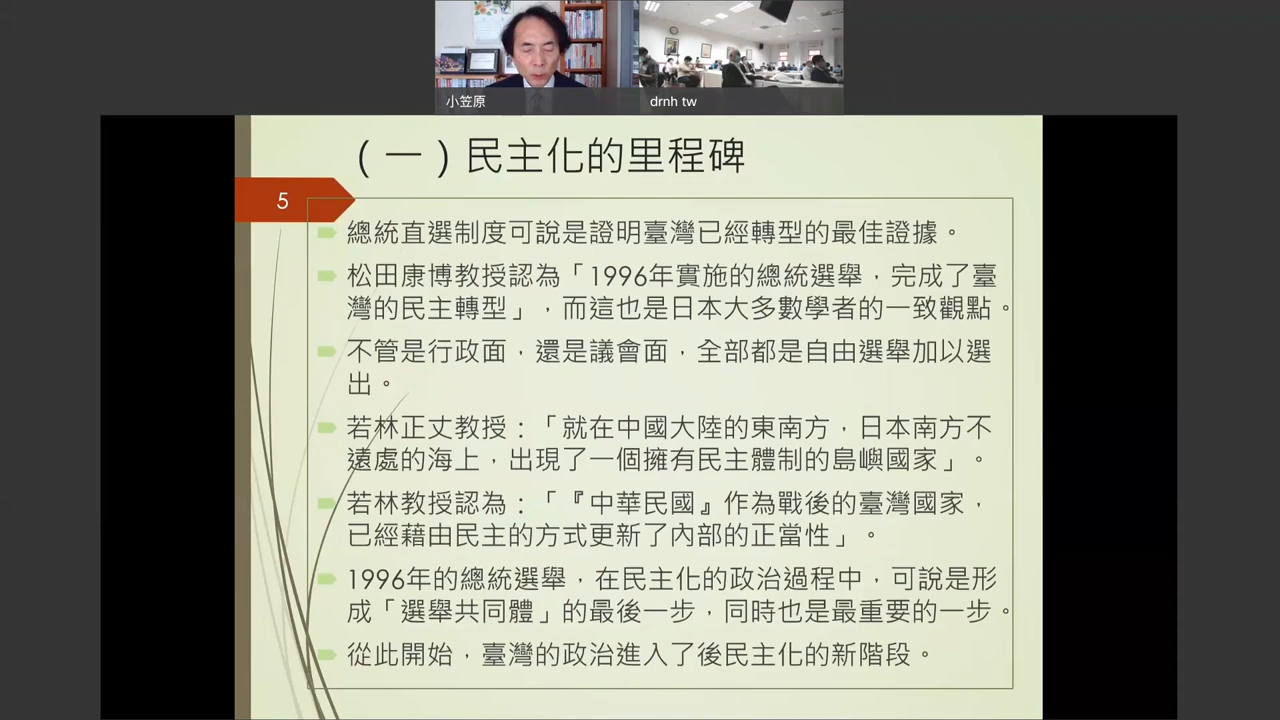 小笠原
drnh tw
（一）民主化的里程碑
5
總統直選制度可說是證明臺灣已經轉型的最佳證據。
松田康博教授認為「1996年實施的總統選舉，完成了臺
灣的民主轉型」，而這也是日本大多數學者的一致觀點。
不管是行政面，還是議會面，全部都是自由選舉加以選
出。
若林正丈教授：「就在中國大陸的東南方，日本南方不
遠處的海上，出現了一個擁有民主體制的島嶼國家」。
若林教授認為：「『中華民國』作為戰後的臺灣國家，
已經藉由民主的方式更新了內部的正當性」。
1996年的總統選舉，在民主化的政治過程中，可說是形
成「選舉共同體」的最後一步，同時也是最重要的一步。
從此開始，臺灣的政治進入了後民主化的新階段。